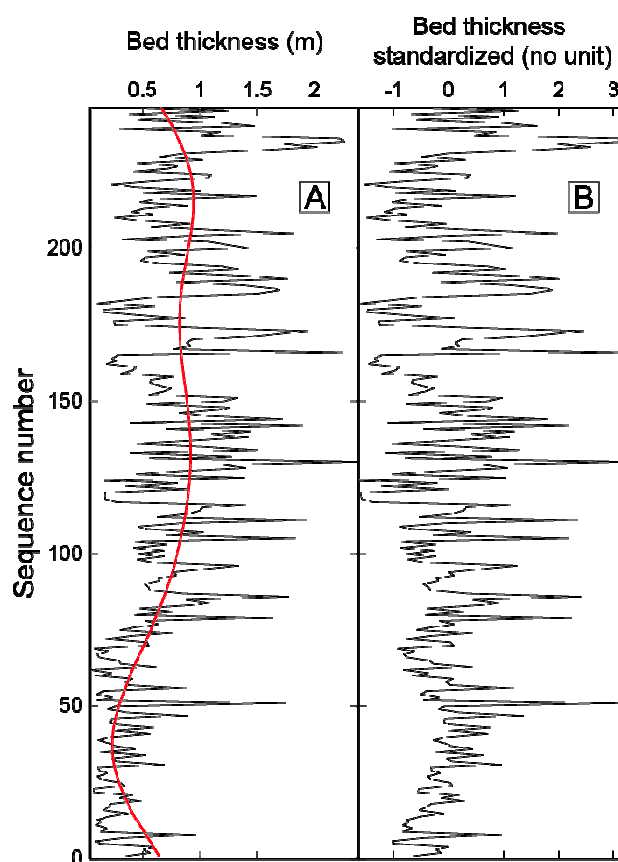 Bed thickness (m)
Bed thickness
standardized (no unit)
0.5 1 1.5 2
-1 0 1 2 3
A
B
200
150
100
50
0
Sequence number